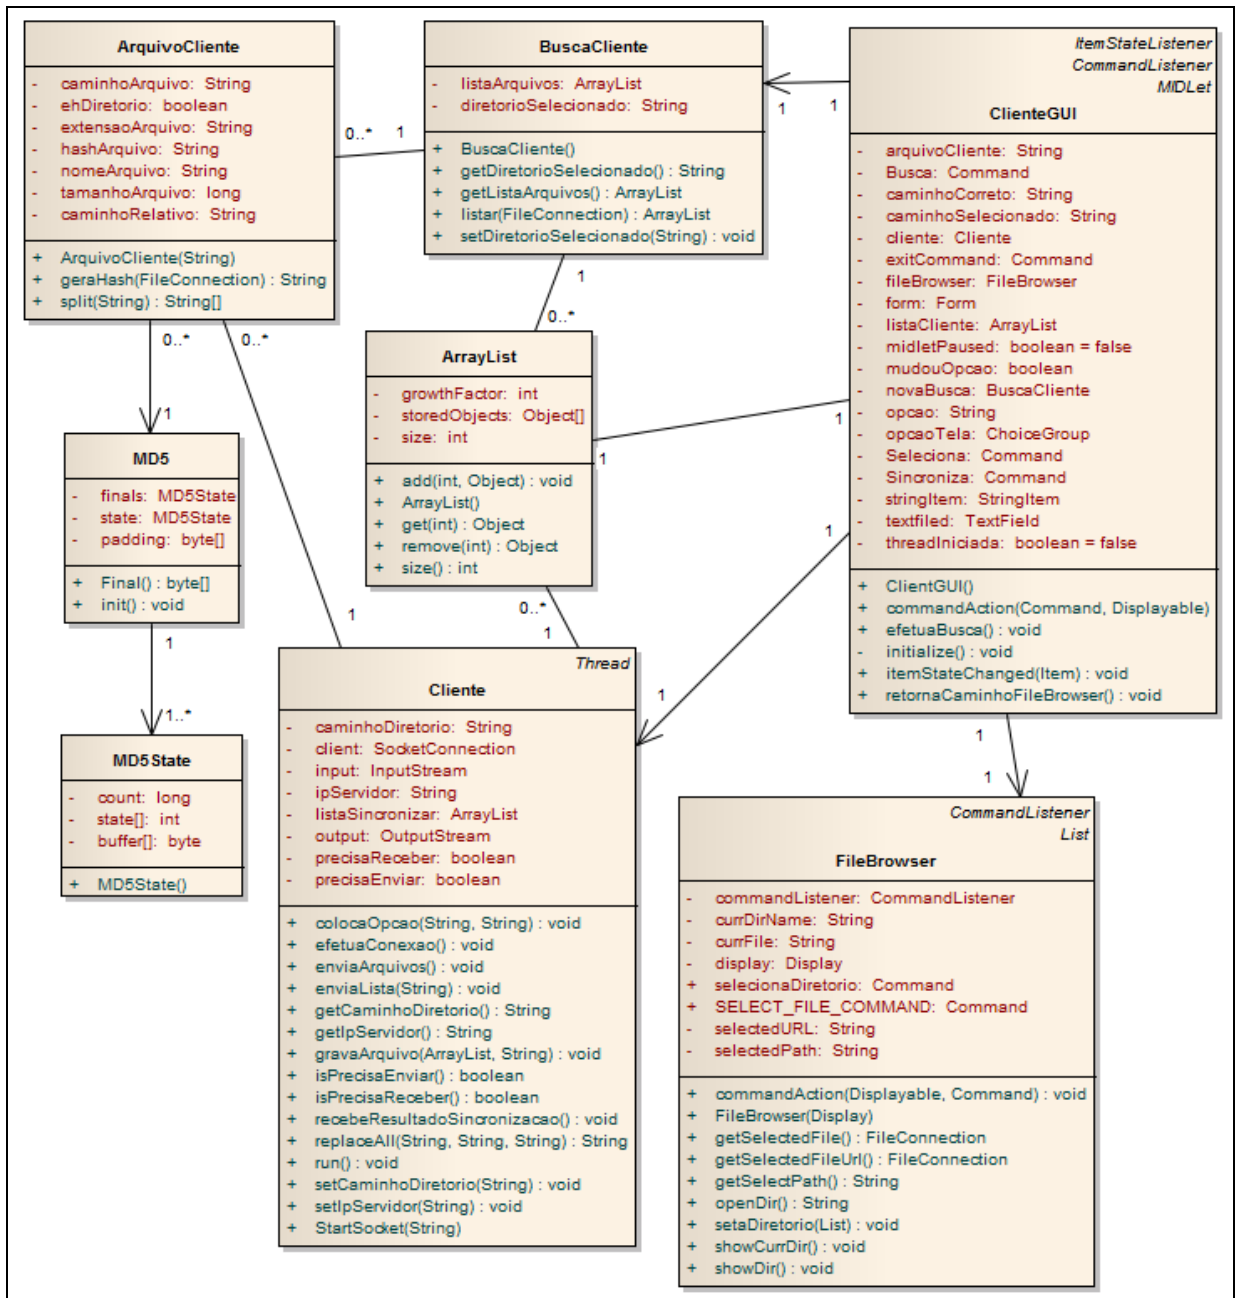 ArquivoCliente
- caminhoArquivo: String
- ehDiretorio: boolean
- extensaoArquivo: String
- hashArquivo: String
- nomeArquivo: String
- tamanhoArquivo: long
- caminhoRelativo: String
+ ArquivoCliente(String)
+ geraHash(FileConnection) : String
+ split(String) : String[]
0..*
1
BuscaCliente
- listaArquivos: ArrayList
- diretorioSelecionado: String
+ BuscaCliente()
+ getDiretorioSelecionado() : String
+ getListaArquivos() : ArrayList
+ listar(FileConnection) : ArrayList
+ setDiretorioSelecionado(String) : void
1
1
ItemStateListener
CommandListener
MIDLet
ClienteGUI
- arquivoCliente: String
- Busca: Command
- caminhoCorreto: String
- caminhoSelecionado: String
- cliente: Cliente
- exitCommand: Command
- fileBrowser: FileBrowser
- form: Form
- listaCliente: ArrayList
- midletPaused: boolean = false
- mudouOpcao: boolean
- novaBusca: BuscaCliente
- opcao: String
- opcaoTela: ChoiceGroup
- Seleciona: Command
- Sincroniza: Command
- stringItem: StringItem
- textfiled: TextField
- threadIniciada: boolean = false
+ ClientGUI()
+ commandAction(Command, Displayable)
+ efetuaBusca() : void
- initialize() : void
+ itemStateChanged(Item) : void
+ retornaCaminhoFileBrowser() : void
1
0..*
ArrayList
- growthFactor: int
- storedObjects: Object[]
- size: int
+ add(int, Object) : void
+ ArrayList()
+ get(int) : Object
+ remove(int) : Object
+ size() : int
1
1
0..*
1
0..*
0..*
1
1
MD5
- finals: MD5State
- state: MD5State
- padding: byte[]
+ Final() : byte[]
+ init() : void
1
1..*
MD5State
- count: long
- state[]: int
- buffer[]: byte
+ MD5State()
1
1
Thread
Cliente
- caminhoDiretorio: String
- client: SocketConnection
- input: InputStream
- ipServidor: String
- listaSincronizar: ArrayList
- output: OutputStream
- precisaReceber: boolean
- precisaEnviar: boolean
+ colocaOpcao(String, String) : void
+ efetuaConexao() : void
+ enviaArquivos() : void
+ enviaLista(String) : void
+ getCaminhoDiretorio() : String
+ getIpServidor() : String
+ gravaArquivo(ArrayList, String) : void
+ isPrecisaEnviar() : boolean
+ isPrecisaReceber() : boolean
+ recebeResultadoSincronizacao() : void
+ replaceAll(String, String, String) : String
+ run() : void
+ setCaminhoDiretorio(String) : void
+ setIpServidor(String) : void
+ StartSocket(String)
1
1
CommandListener
List
FileBrowser
- commandListener: CommandListener
- currDirName: String
- currFile: String
- display: Display
+ selecionaDiretorio: Command
+ SELECT_FILE_COMMAND: Command
- selectedURL: String
- selectedPath: String
+ commandAction(Displayable, Command) : void
+ FileBrowser(Display)
+ getSelectedFile() : FileConnection
+ getSelectedFileUrl() : FileConnection
+ getSelectPath() : String
+ openDir() : String
+ setaDiretorio(List) : void
+ showCurrDir() : void
+ showDir() : void